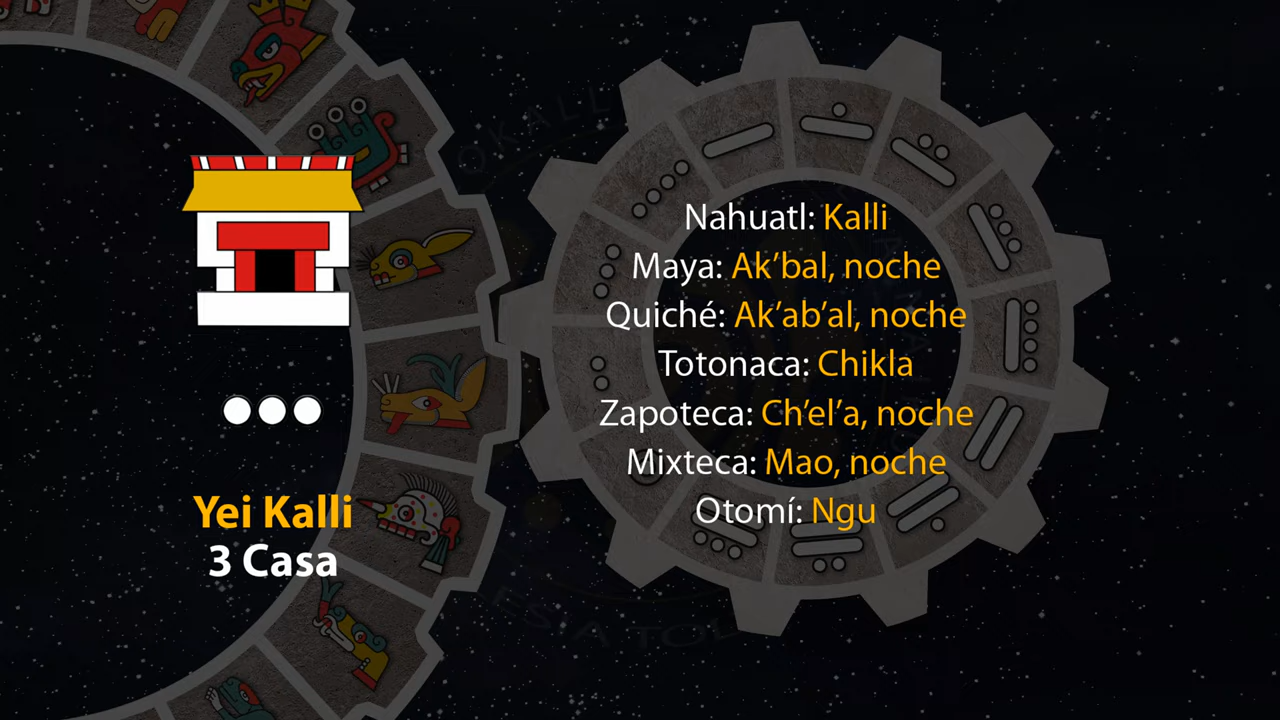 Yei Kalli
3 Casa
Nahuatl: Kalli
Maya: Ak’bal, noche
Quiché: Ak’ab’al, noche
Totonaca: Chikla
Zapoteca: Ch’el’a, noche
Mixteca: Mao, noche
Otomí: Ngu